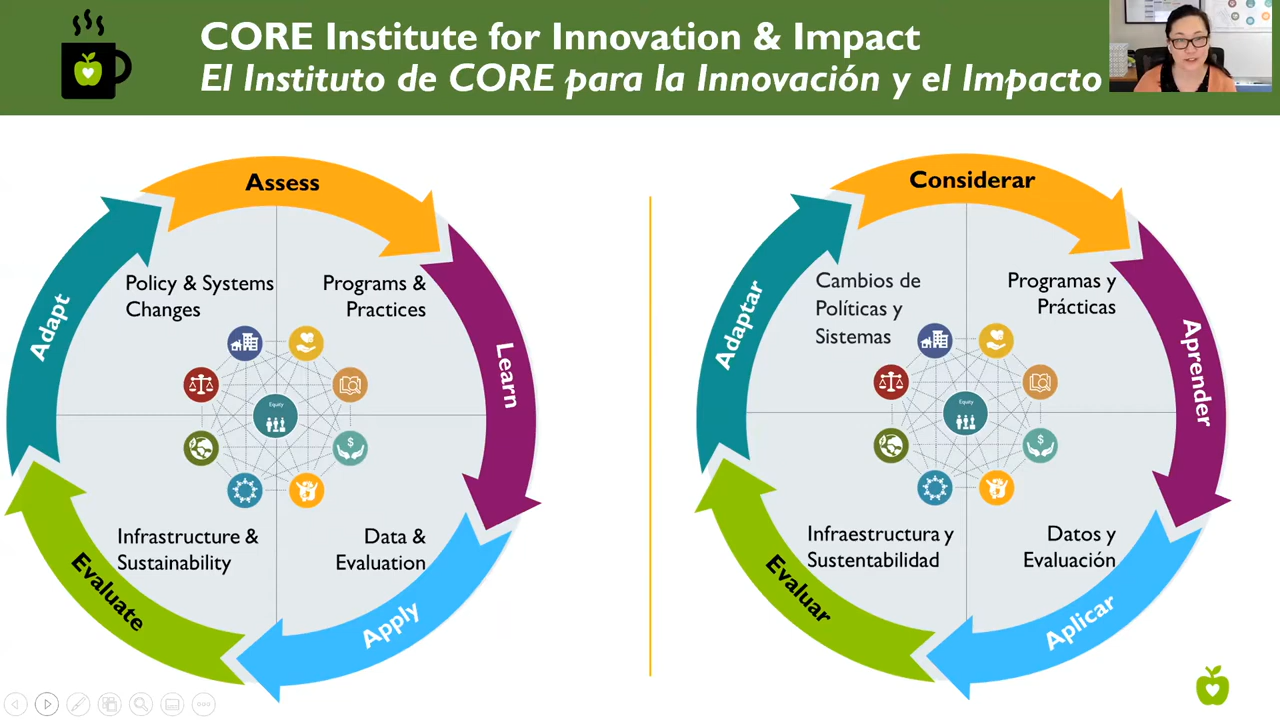 CORE Institute for Innovation & Impact
El Instituto de CORE para la Innovación y el Impacto
Assess
Learn
Apply
Evaluate
Adapt
Policy & Systems
Changes
Programs &
Practices
Equity
$
Infrastructure &
Sustainability
Data &
Evaluation
Considerar
Aprender
Aplicar
Evaluar
Adaptar
Cambios de
Políticas y
Sistemas
Programas y
Prácticas
Equity
$
Infraestructura y
Sustentabilidad
Datos y
Evaluación